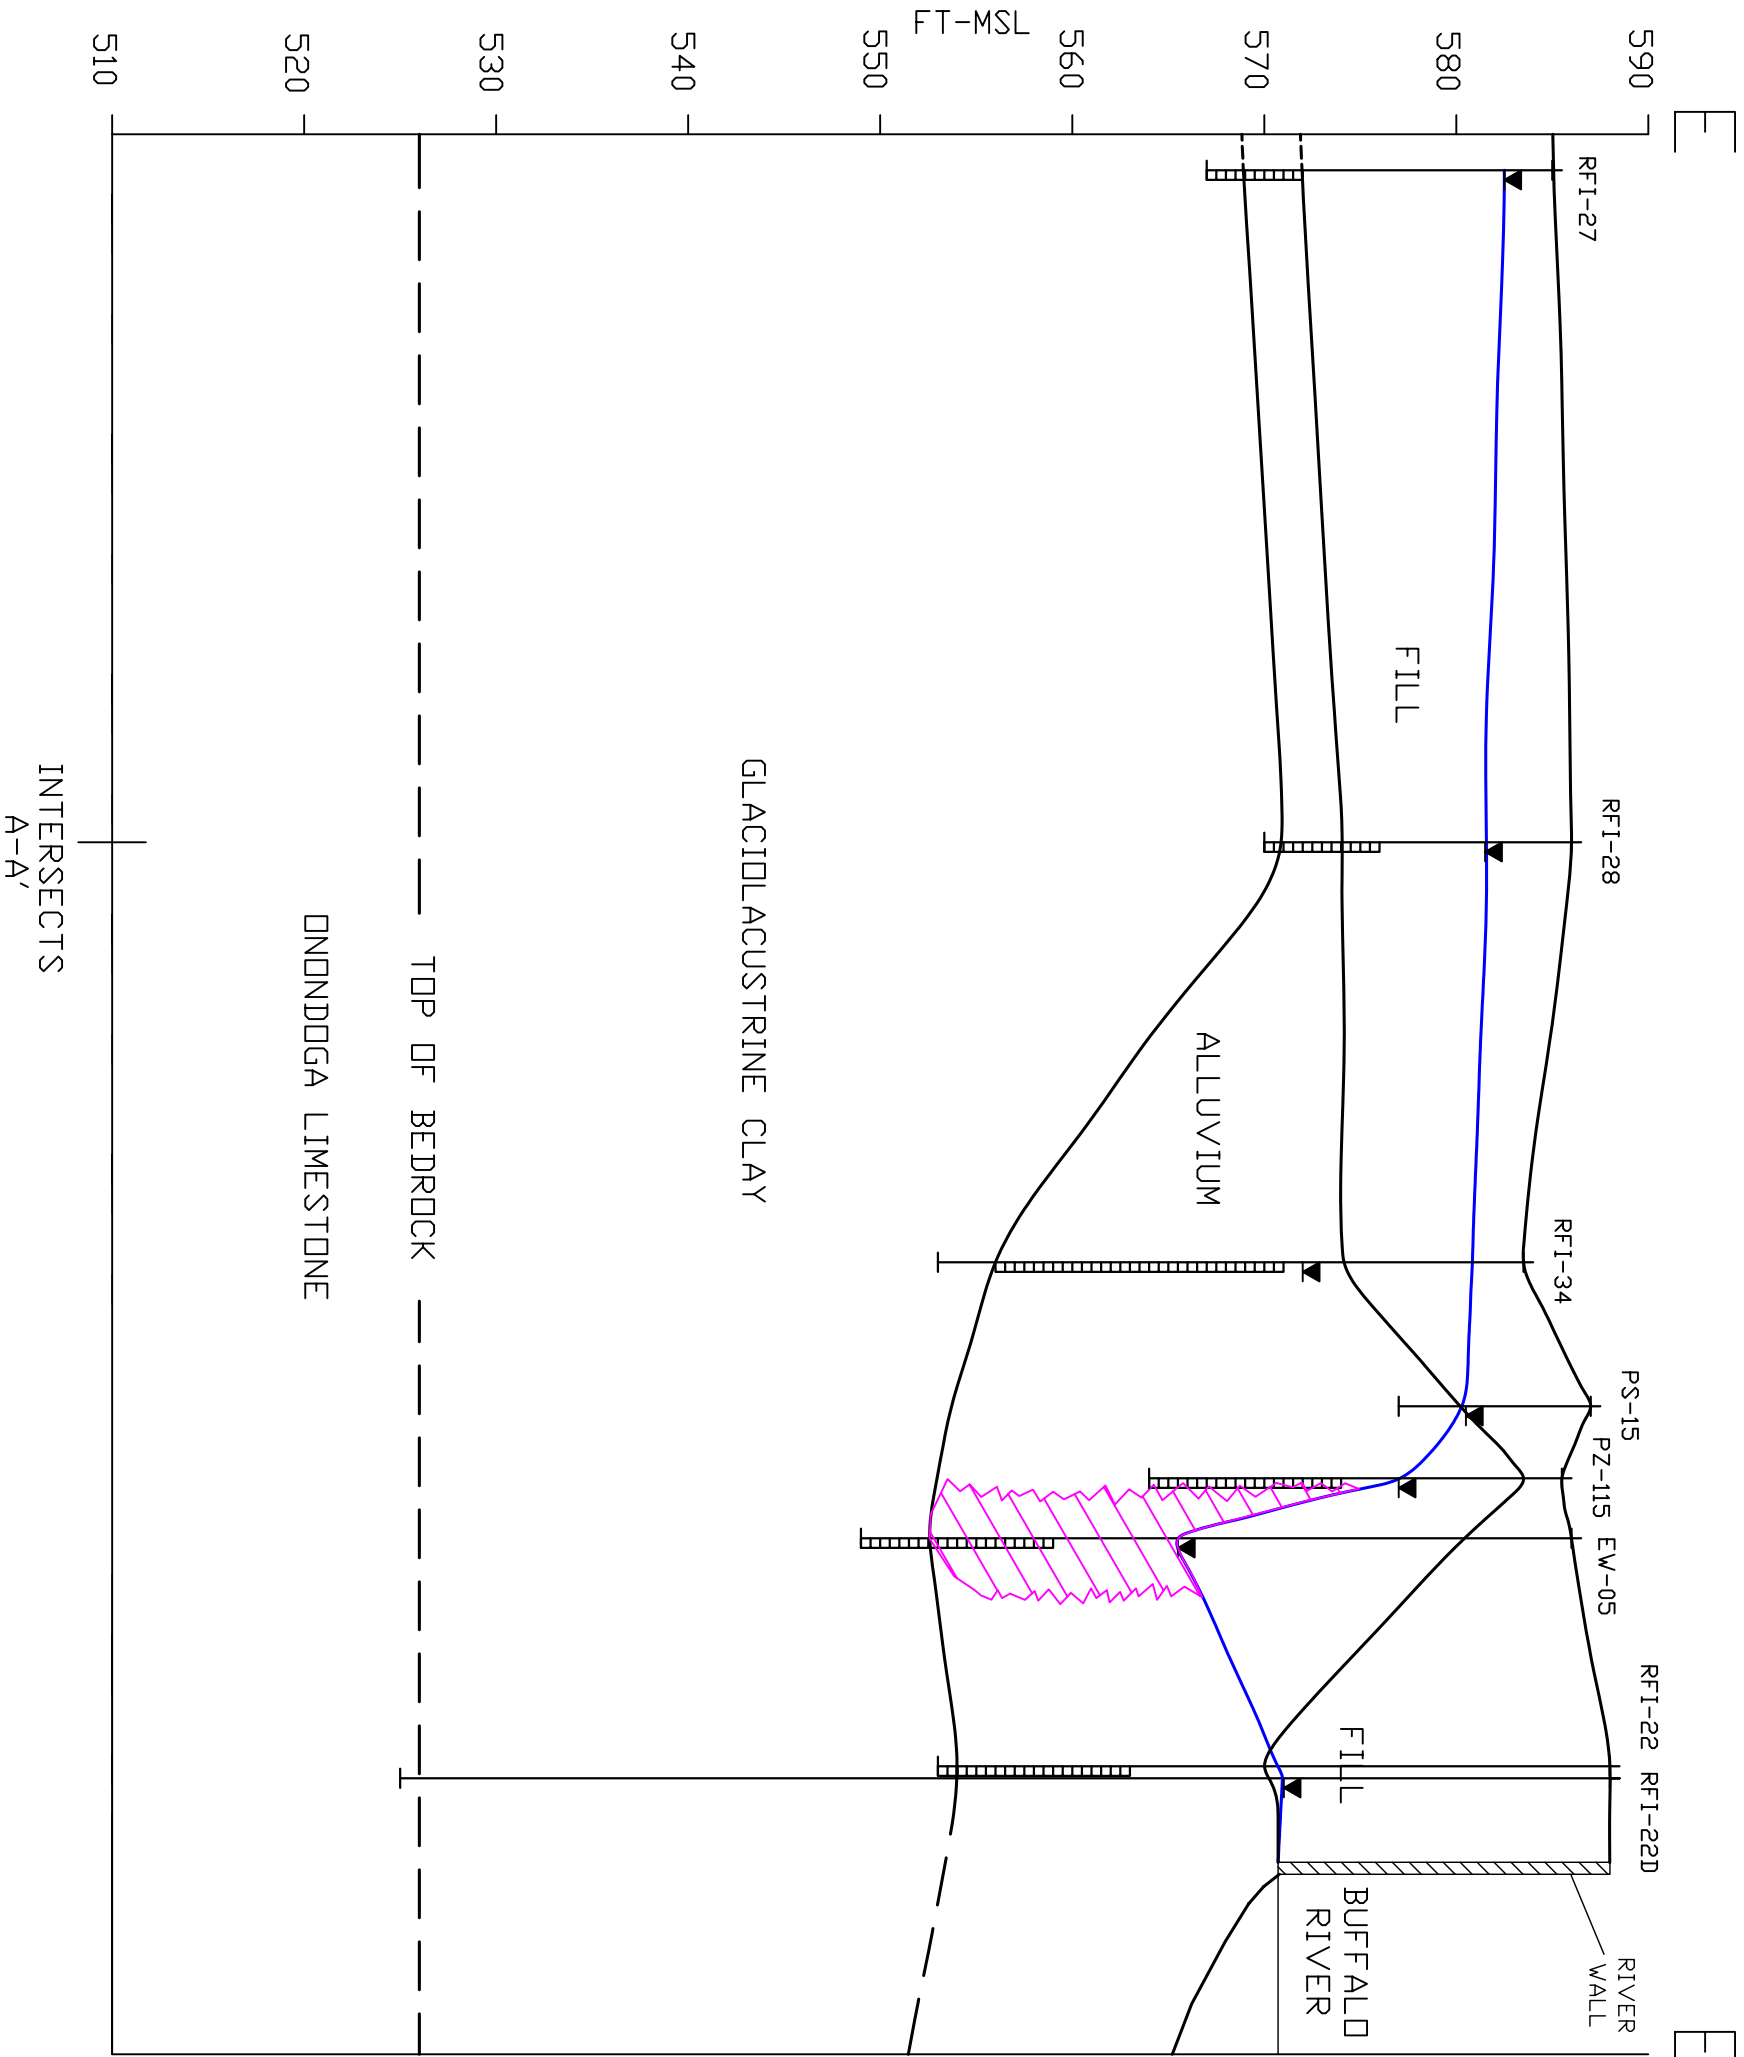 E
E
RFI-27
RFI-28
RFI-34
PS-15
PZ-115
EW-05
RFI-22
RFI-22D
RIVER
WALL
590
580
570
560
FT-MSL
550
540
530
520
510
FILL
FILL
BUFFALO
RIVER
ALLUVIUM
GLACIOLACUSTRINE CLAY
TOP OF BEDROCK
ONONDOGA LIMESTONE
INTERSECTS
A-A'